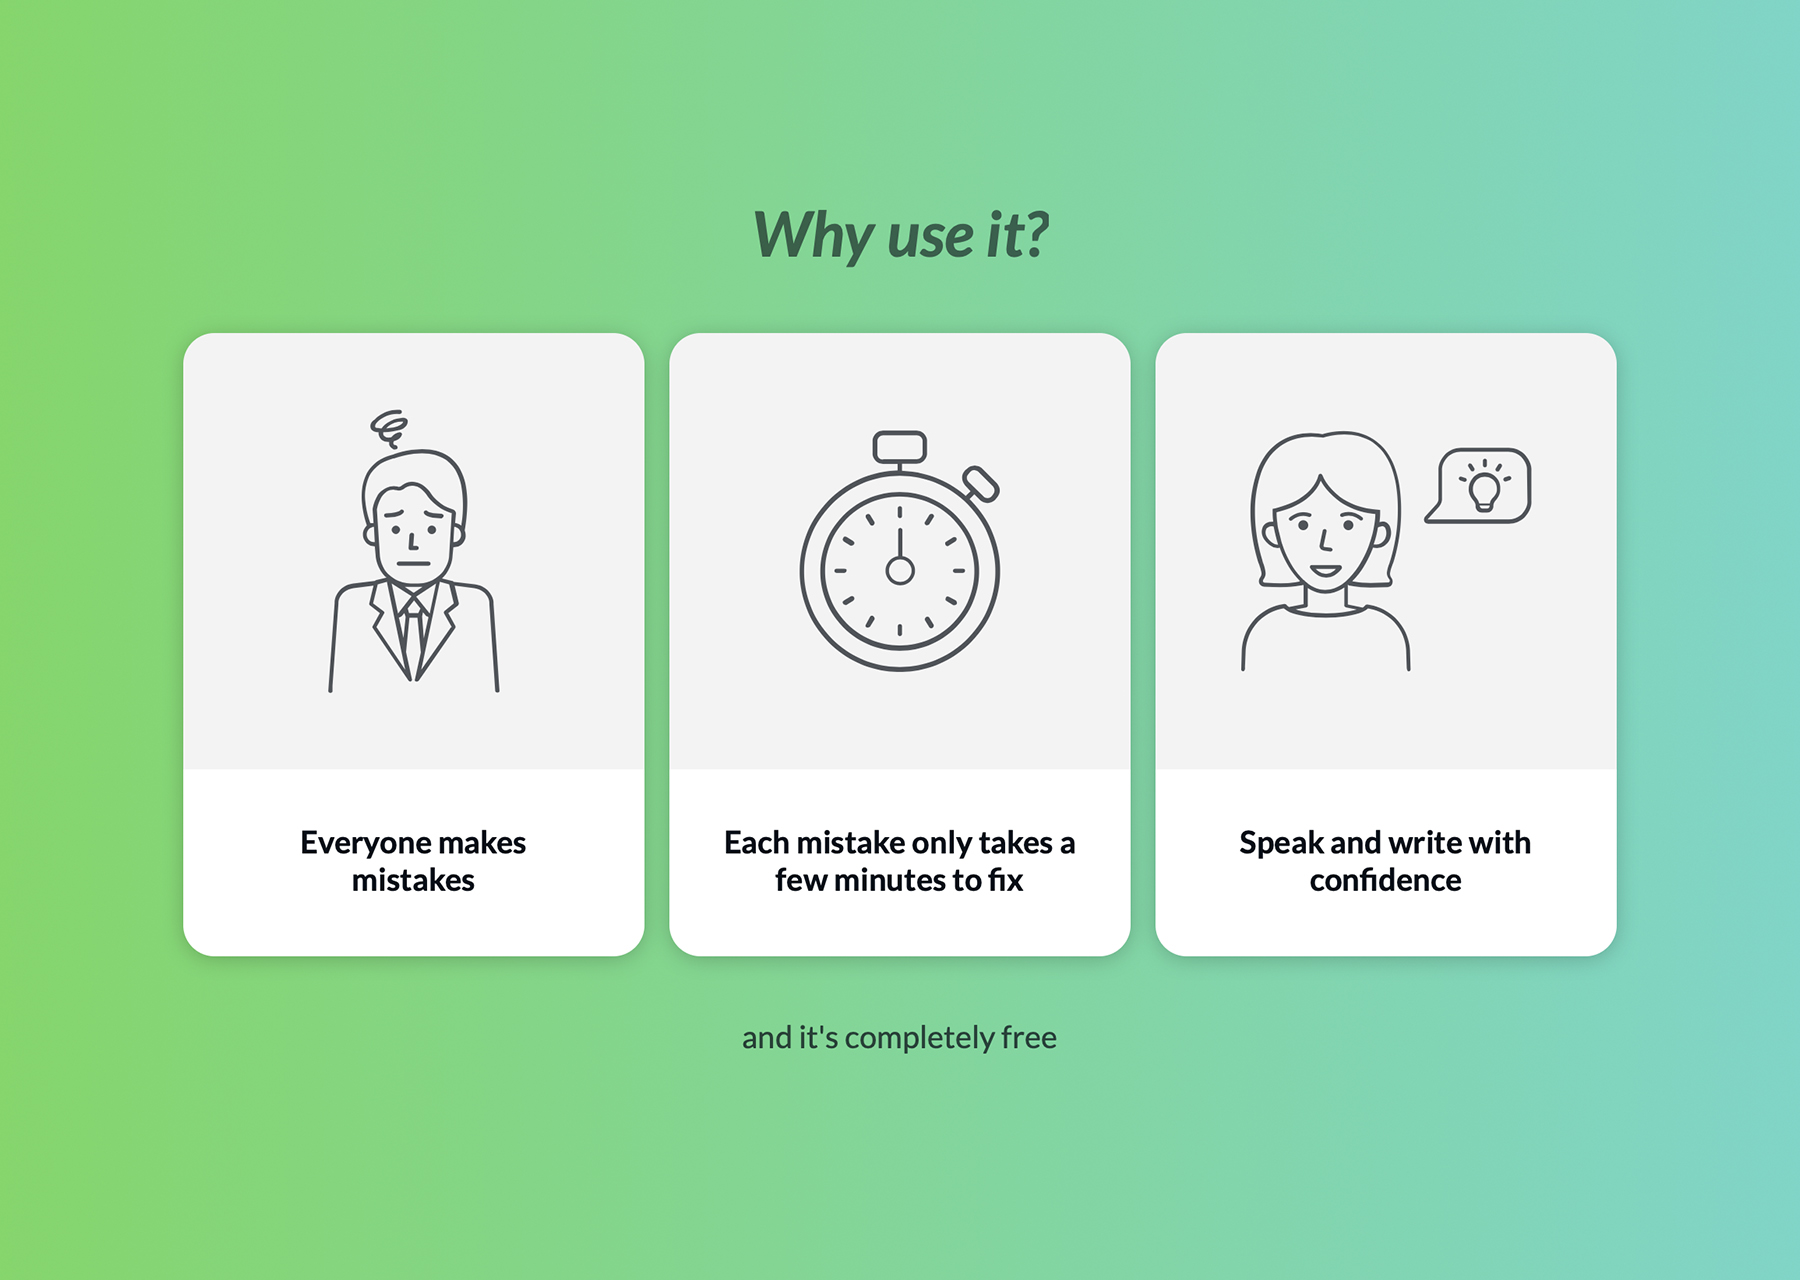 Why use it?
Everyone makes
mistakes
Each mistake only takes a
few minutes to fix
Speak and write with
confidence
and it's completely free